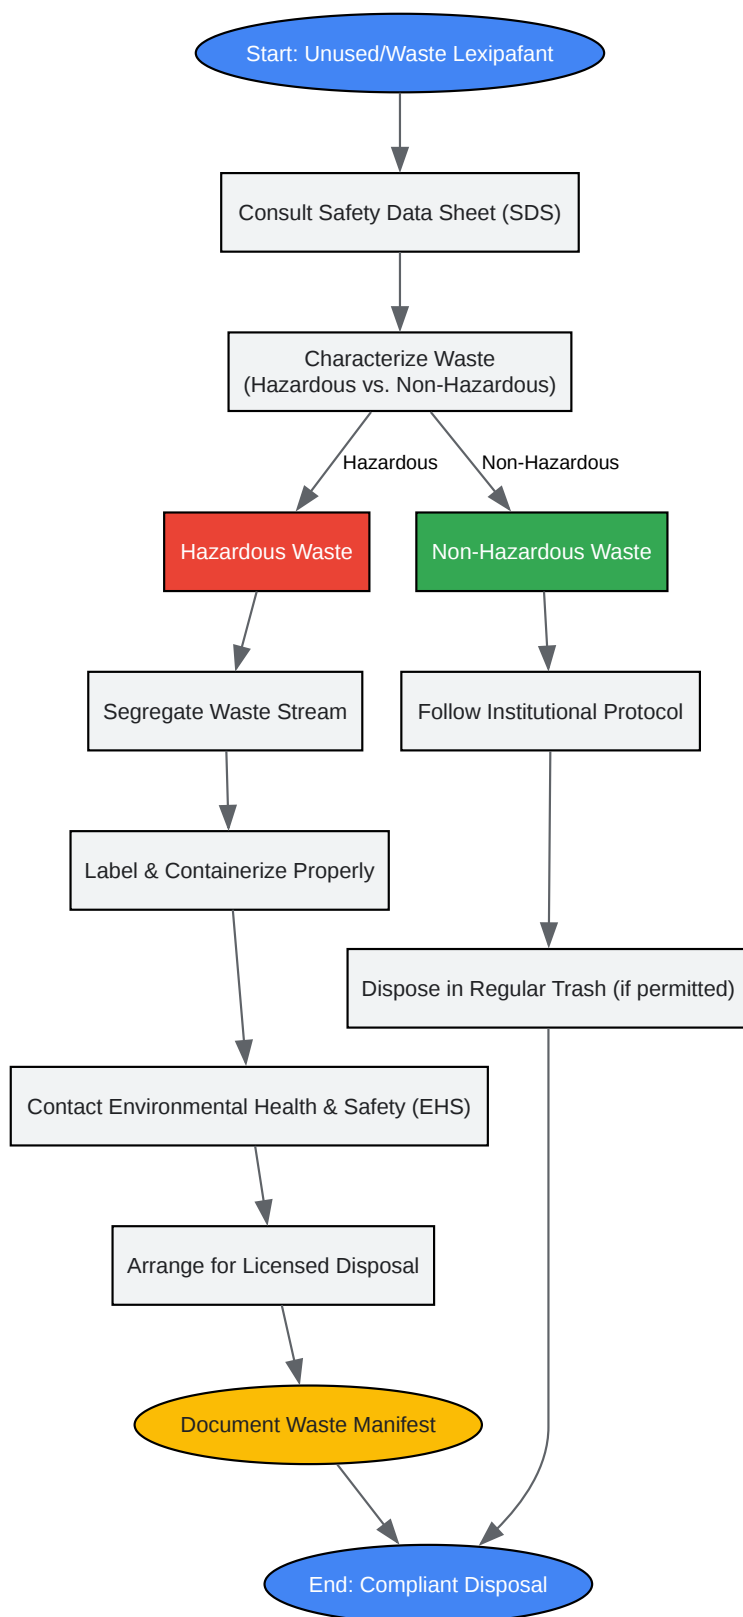 Start: Unused/Waste Lexipafant
Consult Safety Data Sheet (SDS)
Characterize Waste
(Hazardous vs. Non-Hazardous)
Hazardous
Non-Hazardous
Hazardous Waste
Non-Hazardous Waste
Segregate Waste Stream
Follow Institutional Protocol
Label & Containerize Properly
Dispose in Regular Trash (if permitted)
Contact Environmental Health & Safety (EHS)
Arrange for Licensed Disposal
Document Waste Manifest
End: Compliant Disposal